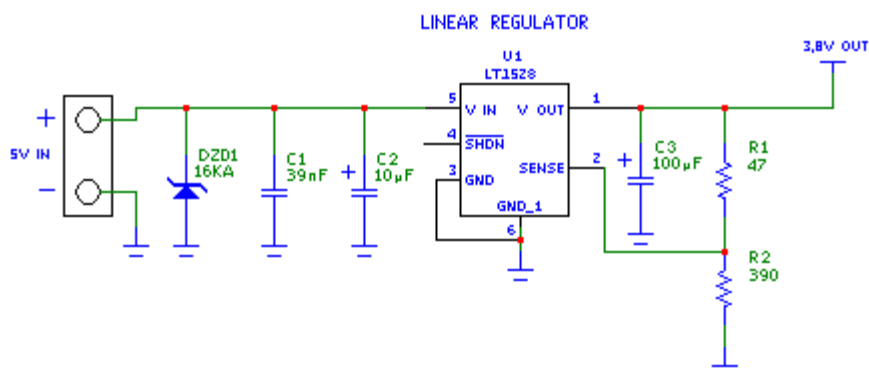 LINEAR REGULATOR
3,8V OUT
U1
LT1528
5 V IN
V OUT 1
+
5V IN
−
DZD1
16KA
C1
39nF
+
C2
10µF
4 SHDN
3 GND
SENSE 2
GND_1
6
+
C3
100µF
R1
47
R2
390